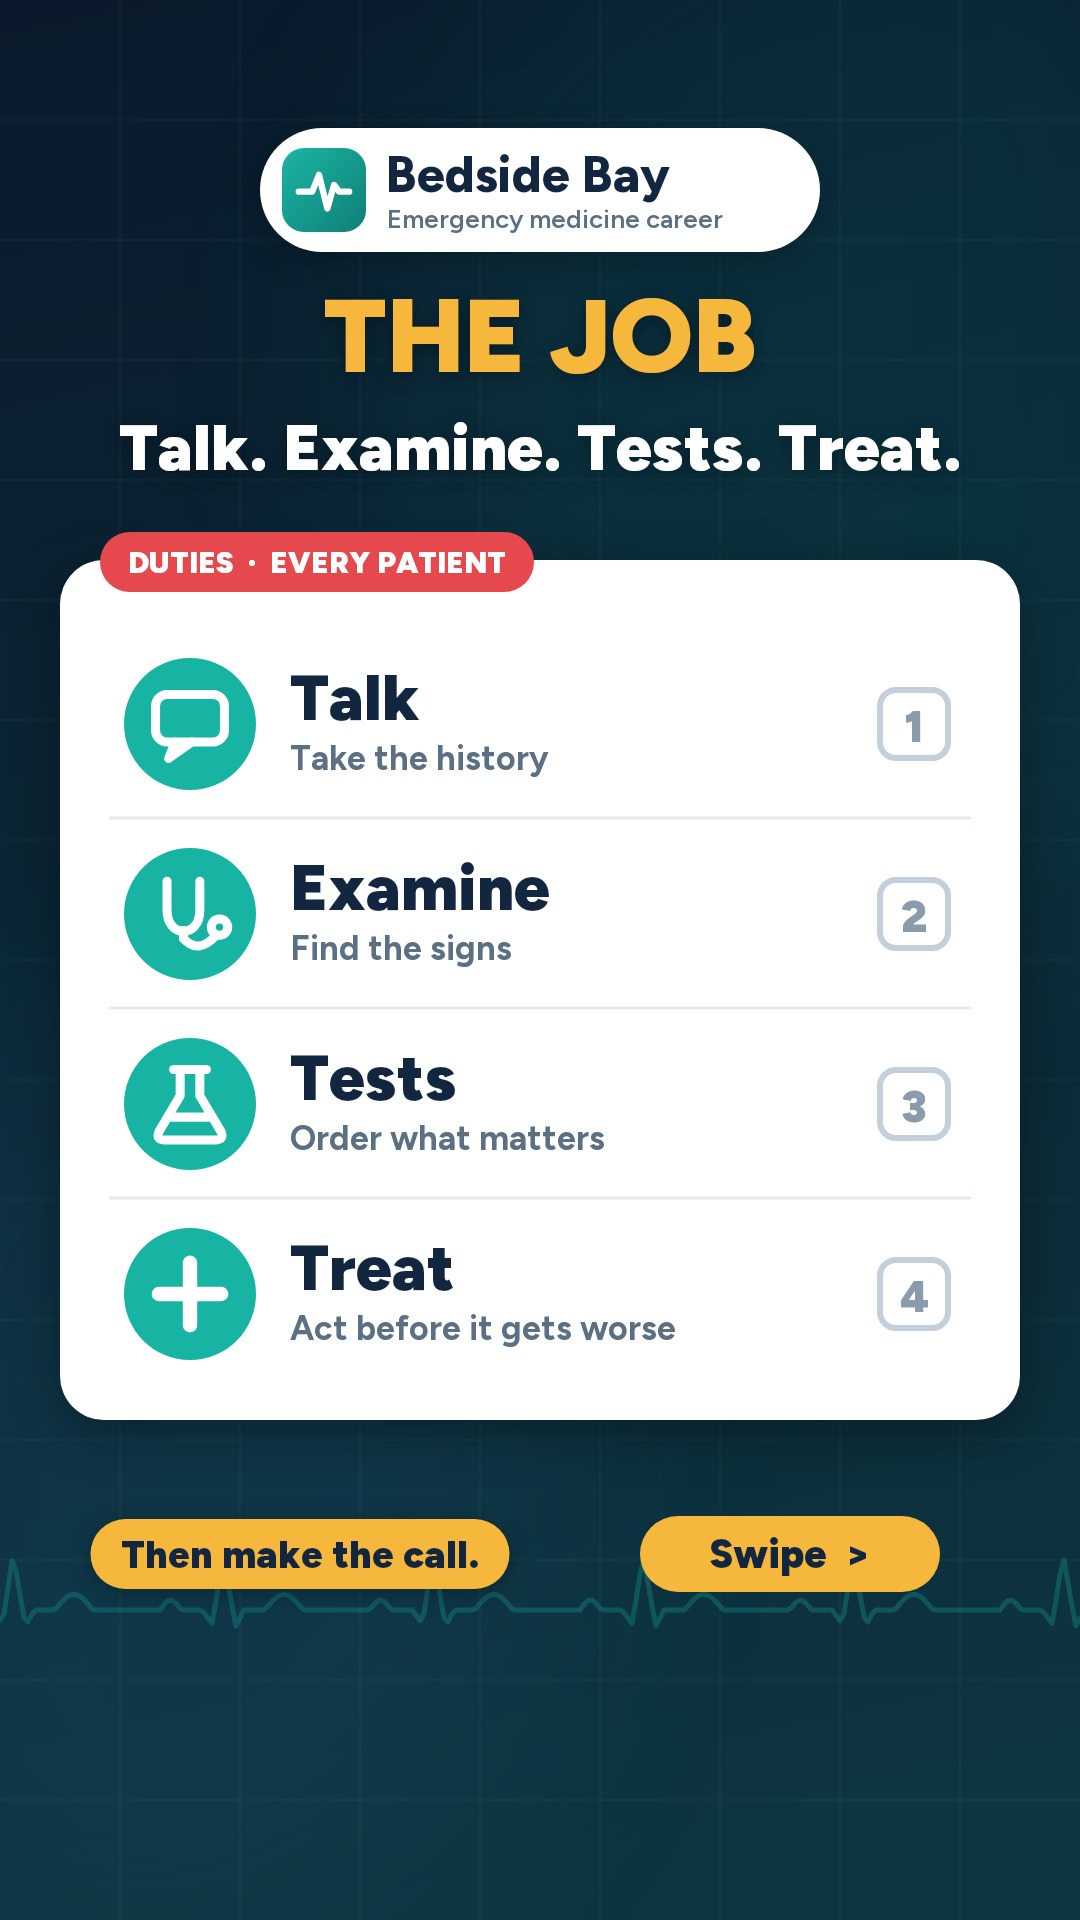 Bedside Bay
Emergency medicine career
THE JOB
Talk. Examine. Tests. Treat.
DUTIES · EVERY PATIENT
Talk
Take the history
1
Examine
Find the signs
2
Tests
Order what matters
3
Treat
Act before it gets worse
4
Then make the call.
Swipe >